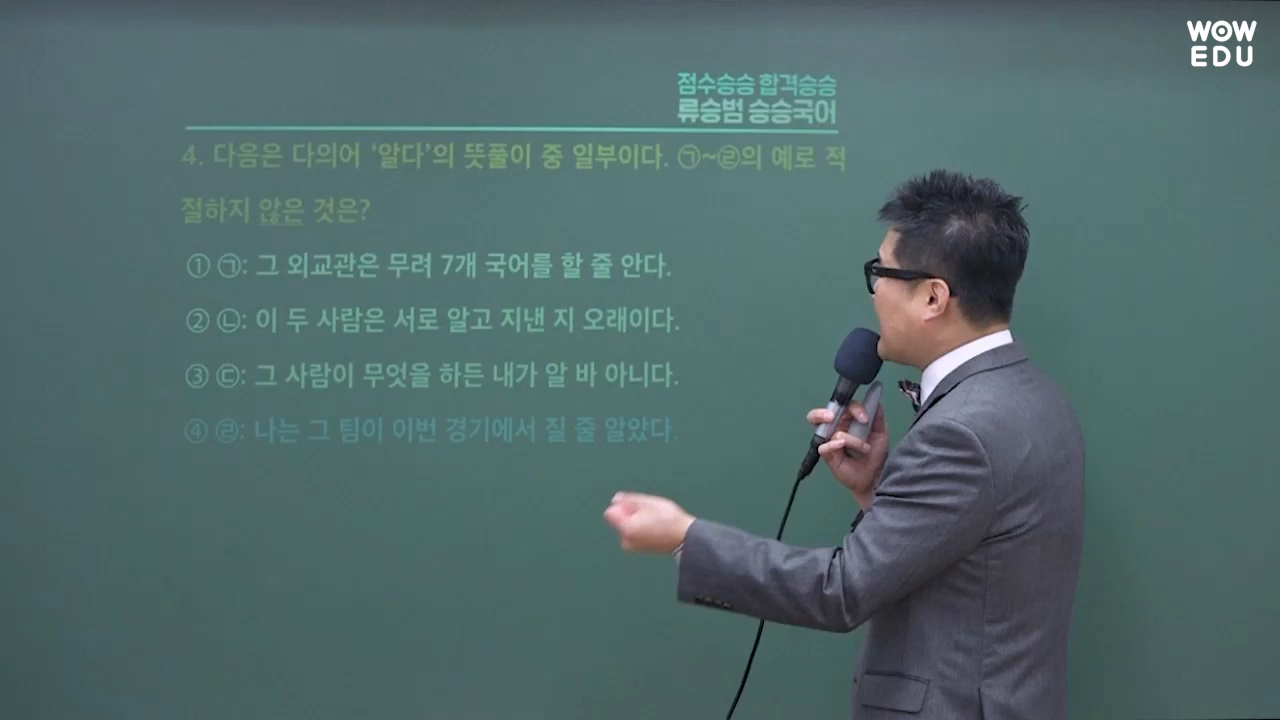 WOW
EDU
점수승승 합격승승
류승범 승승국어
4. 다음은 다의어 ‘알다’의 뜻풀이 중 일부이다. ㉠~㉣의 예로 적
절하지 않은 것은?
① ㉠: 그 외교관은 무려 7개 국어를 할 줄 안다.
② ㉡: 이 두 사람은 서로 알고 지낸 지 오래이다.
③ ㉢: 그 사람이 무엇을 하든 내가 알 바 아니다.
④ ㉣: 나는 그 팀이 이번 경기에서 질 줄 알았다.